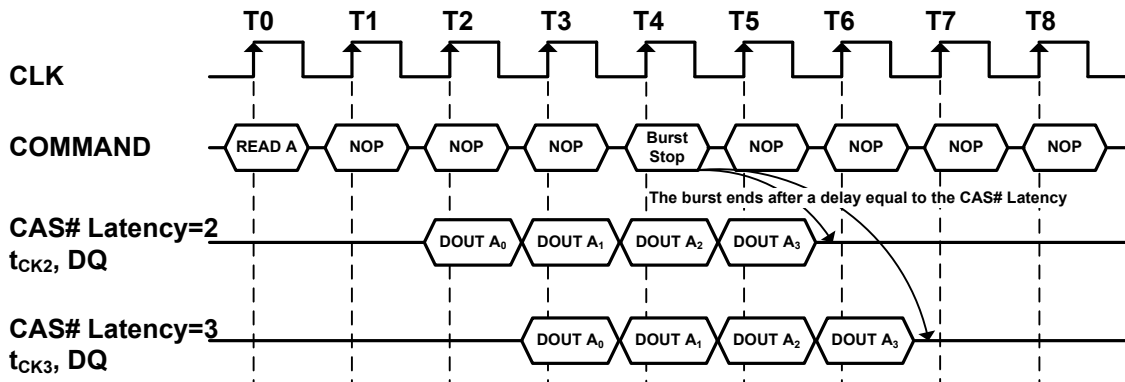 T0 T1 T2 T3 T4 T5 T6 T7 T8
CLK
COMMAND READ A NOP NOP NOP Burst Stop NOP NOP NOP NOP
The burst ends after a delay equal to the CAS# Latency
CAS# Latency=2
tCK2, DQ DOUT A0 DOUT A1 DOUT A2 DOUT A3
CAS# Latency=3
tCK3, DQ DOUT A0 DOUT A1 DOUT A2 DOUT A3